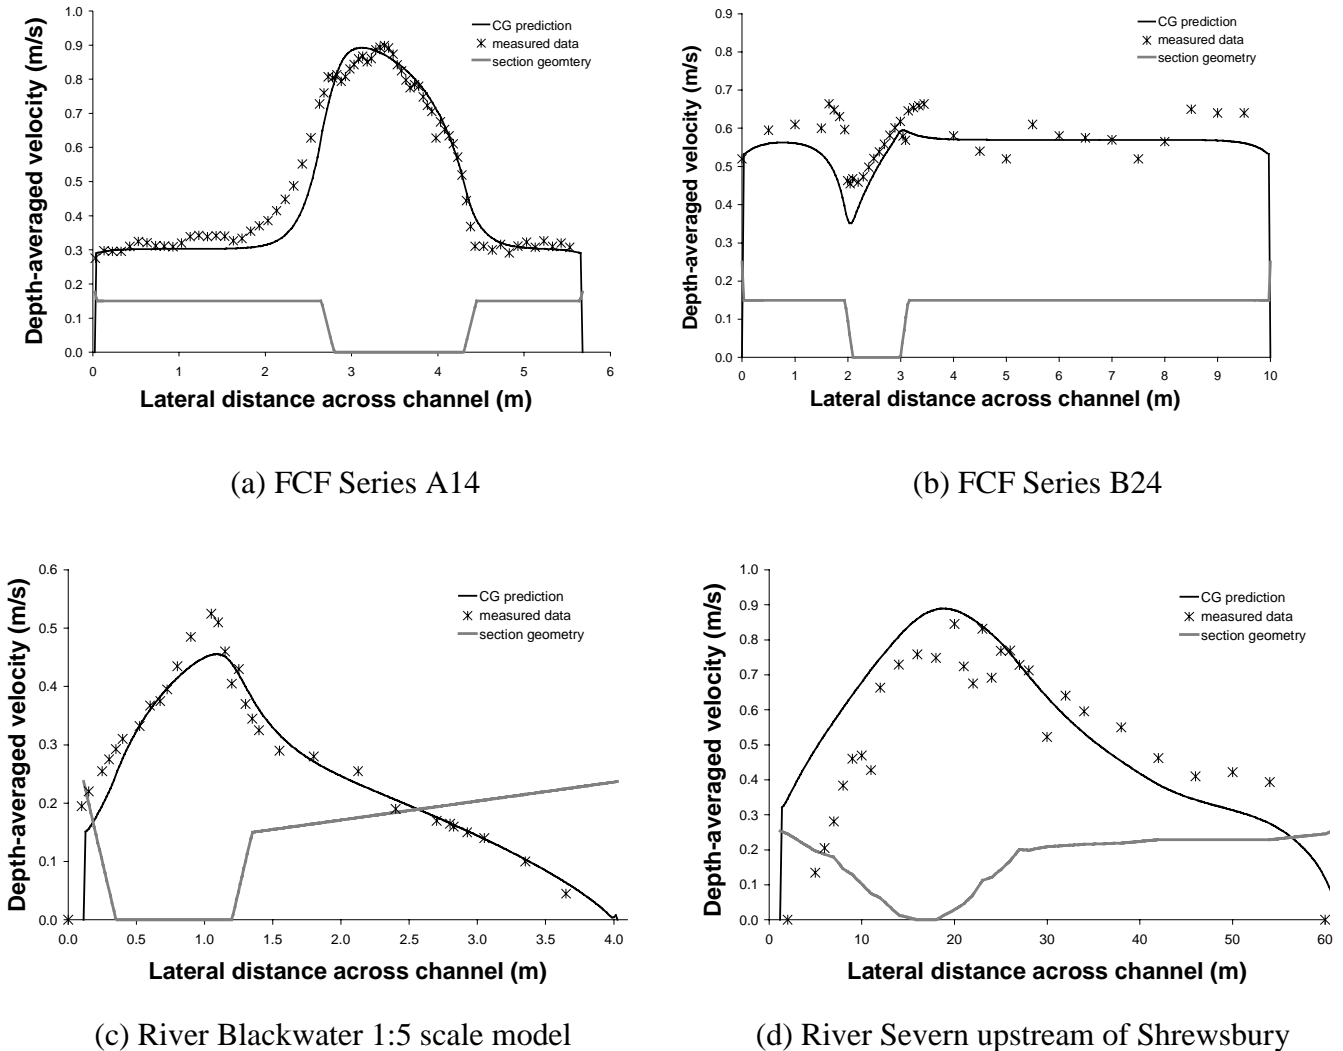 Depth-averaged velocity (m/s)
1.0
0.9
0.8
0.7
0.6
0.5
0.4
0.3
0.2
0.1
0.0
0 1 2 3 4 5 6
Lateral distance across channel (m)
CG prediction
measured data
section geomtery
(a) FCF Series A14
Depth-averaged velocity (m/s)
0.9
0.8
0.7
0.6
0.5
0.4
0.3
0.2
0.1
0.0
0 1 2 3 4 5 6 7 8 9 10
Lateral distance across channel (m)
CG prediction
measured data
section geometry
(b) FCF Series B24
Depth-averaged velocity (m/s)
0.6
0.5
0.4
0.3
0.2
0.1
0.0
0.0 0.5 1.0 1.5 2.0 2.5 3.0 3.5 4.0
Lateral distance across channel (m)
CG prediction
measured data
section geometry
(c) River Blackwater 1:5 scale model
Depth-averaged velocity (m/s)
1.0
0.9
0.8
0.7
0.6
0.5
0.4
0.3
0.2
0.1
0.0
0 10 20 30 40 50 60
Lateral distance across channel (m)
CG prediction
measured data
section geometry
(d) River Severn upstream of Shrewsbury